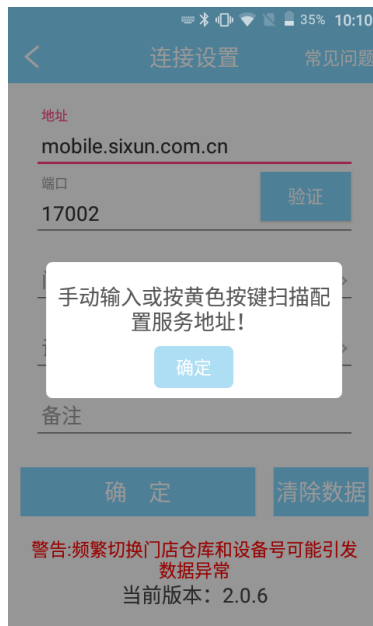 35% 10:10
连接设置 常见问题
地址
mobile.sixun.com.cn
端口
17002 验证
手动输入或按黄色按键扫描配
置服务地址！
确定
备注
确 定 清除数据
警告:频繁切换门店仓库和设备号可能引发
数据异常
当前版本：2.0.6